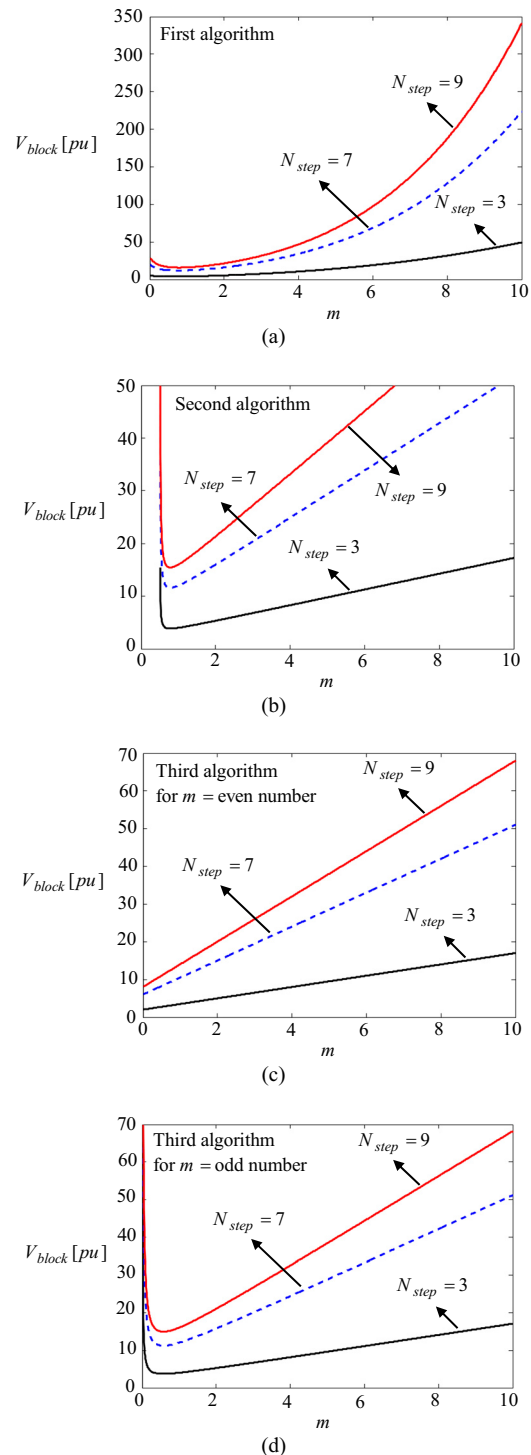 First algorithm
350
300
250
200
150
100
50
0
V_block [pu]
N_step = 9
N_step = 7
N_step = 3
0 2 4 6 8 10
m
(a)
Second algorithm
50
40
30
20
10
0
V_block [pu]
N_step = 7
N_step = 9
N_step = 3
0 2 4 6 8 10
m
(b)
Third algorithm
for m = even number
70
60
50
40
30
20
10
0
V_block [pu]
N_step = 9
N_step = 7
N_step = 3
0 2 4 6 8 10
m
(c)
Third algorithm
for m = odd number
70
60
50
40
30
20
10
0
V_block [pu]
N_step = 9
N_step = 7
N_step = 3
0 2 4 6 8 10
m
(d)